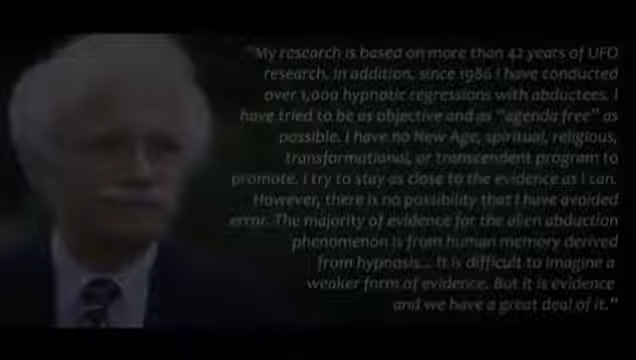 "My research is based on more than 42 years of UFO
research. In addition, since 1986 I have conducted
over 1,000 hypnotic regressions with abductees. I
have tried to be as objective and as "agenda free" as
possible. I have no New Age, spiritual, religious,
transformational, or transcendent program to
promote. I try to stay as close to the evidence as I can.
However, there is no possibility that I have avoided
error. The majority of evidence for the alien abduction
phenomenon is from human memory derived
from hypnosis... It is difficult to imagine a
weaker form of evidence. But it is evidence
and we have a great deal of it."